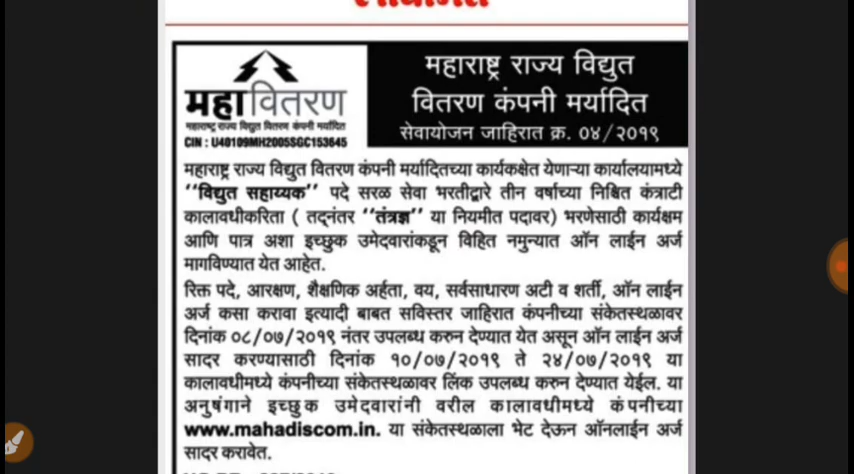 महावितरण
महाराष्ट्र राज्य विद्युत वितरण कंपनी मर्यादित
CIN : U40109MH2005SGC153645
महाराष्ट्र राज्य विद्युत
वितरण कंपनी मर्यादित
सेवायोजन जाहिरात क्र. ०४/२०१९
महाराष्ट्र राज्य विद्युत वितरण कंपनी मर्यादितच्या कार्यकक्षेत येणाऱ्या कार्यालयामध्ये
"विद्युत सहाय्यक" पदे सरळ सेवा भरतीद्वारे तीन वर्षाच्या निश्चित कंत्राटी
कालावधीकरिता ( तद्नंतर "तंत्रज्ञ" या नियमीत पदावर) भरणेसाठी कार्यक्षम
आणि पात्र अशा इच्छुक उमेदवारांकडून विहित नमुन्यात ऑन लाईन अर्ज
मागविण्यात येत आहेत.
रिक्त पदे, आरक्षण, शैक्षणिक अर्हता, वय, सर्वसाधारण अटी व शर्ती, ऑन लाईन
अर्ज कसा करावा इत्यादी बाबत सविस्तर जाहिरात कंपनीच्या संकेतस्थळावर
दिनांक ०८/०७/२०१९ नंतर उपलब्ध करुन देण्यात येत असून ऑन लाईन अर्ज
सादर करण्यासाठी दिनांक १०/०७/२०१९ ते २४/०७/२०१९ या
कालावधीमध्ये कंपनीच्या संकेतस्थळावर लिंक उपलब्ध करुन देण्यात येईल. या
अनुषंगाने इच्छुक उमेदवारांनी वरील कालावधीमध्ये कंपनीच्या
www.mahadiscom.in. या संकेतस्थळाला भेट देऊन ऑनलाईन अर्ज
सादर करावेत.